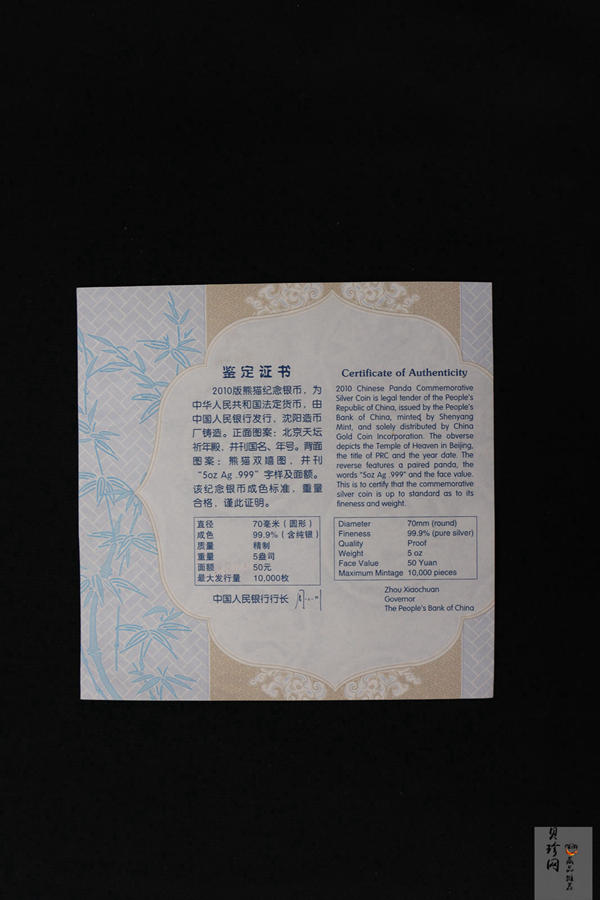 鉴定证书
2010版熊猫纪念银币，为
中华人民共和国法定货币，由
中国人民银行发行，沈阳造币
厂铸造。正面图案：北京天坛
祈年殿，并刊国名、年号。背面
图案：熊猫双嬉图，并刊
“5oz Ag .999”字样及面额。
该纪念银币成色标准，重量
合格，谨此证明。
直径 70毫米（圆形）
成色 99.9%（含纯银）
质量 精制
重量 5盎司
面额 50元
最大发行量 10,000枚
中国人民银行行长
Certificate of Authenticity
2010 Chinese Panda Commemorative
Silver Coin is legal tender of the People's
Republic of China, issued by the People's
Bank of China, minted by Shenyang
Mint, and solely distributed by China
Gold Coin Incorporation. The obverse
depicts the Temple of Heaven in Beijing,
the title of PRC and the year date. The
reverse features a paired panda, the
words "5oz Ag .999" and the face value.
This is to certify that the commemorative
silver coin is up to standard as to its
fineness and weight.
Diameter 70mm (round)
Fineness 99.9% (pure silver)
Quality Proof
Weight 5 oz
Face Value 50 Yuan
Maximum Mintage 10,000 pieces
Zhou Xiaochuan
Governor
The People's Bank of China
贝珍网
藏品推荐